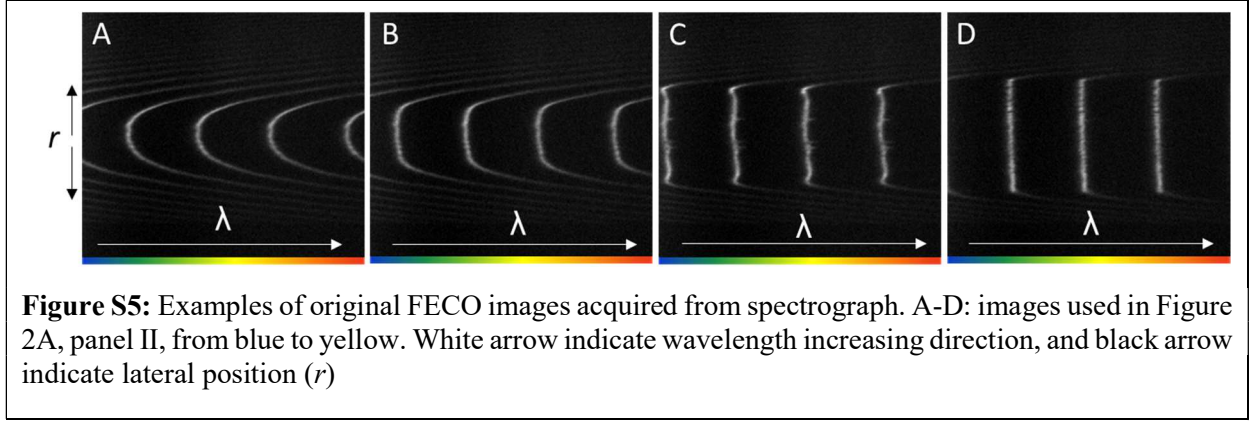 A B C D
r
λ λ λ λ
Figure S5: Examples of original FECO images acquired from spectrograph. A-D: images used in Figure
2A, panel II, from blue to yellow. White arrow indicate wavelength increasing direction, and black arrow
indicate lateral position (r)